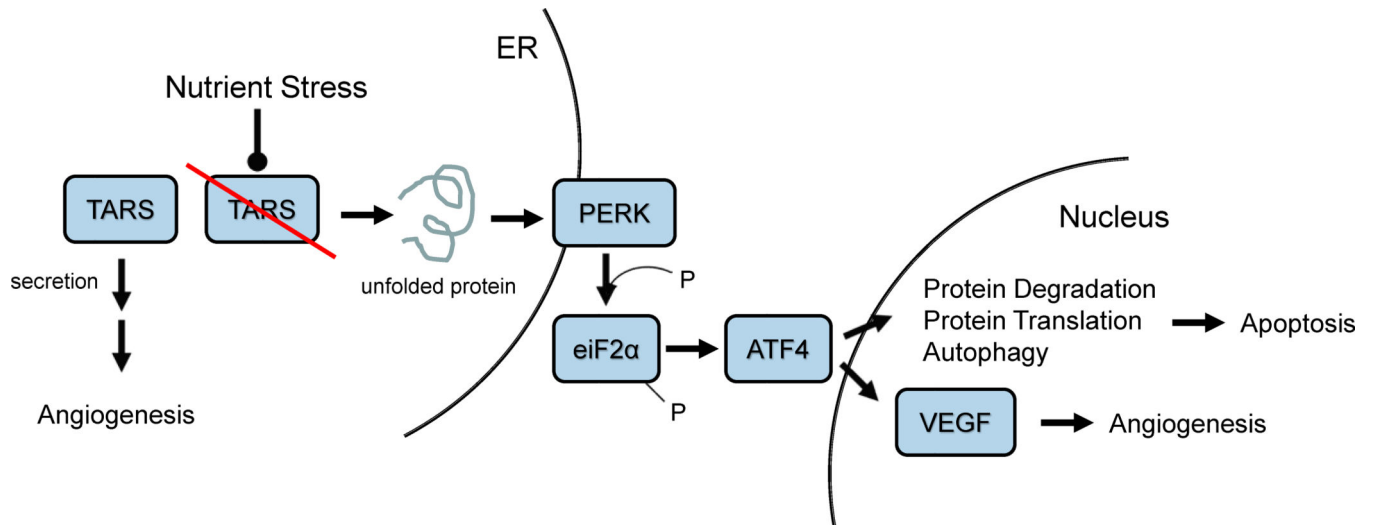 ER
Nutrient Stress
TARS
TARS
PERK
Nucleus
secretion
unfolded protein
P
Protein Degradation
Protein Translation
Autophagy
Apoptosis
eiF2α
ATF4
P
Angiogenesis
VEGF
Angiogenesis